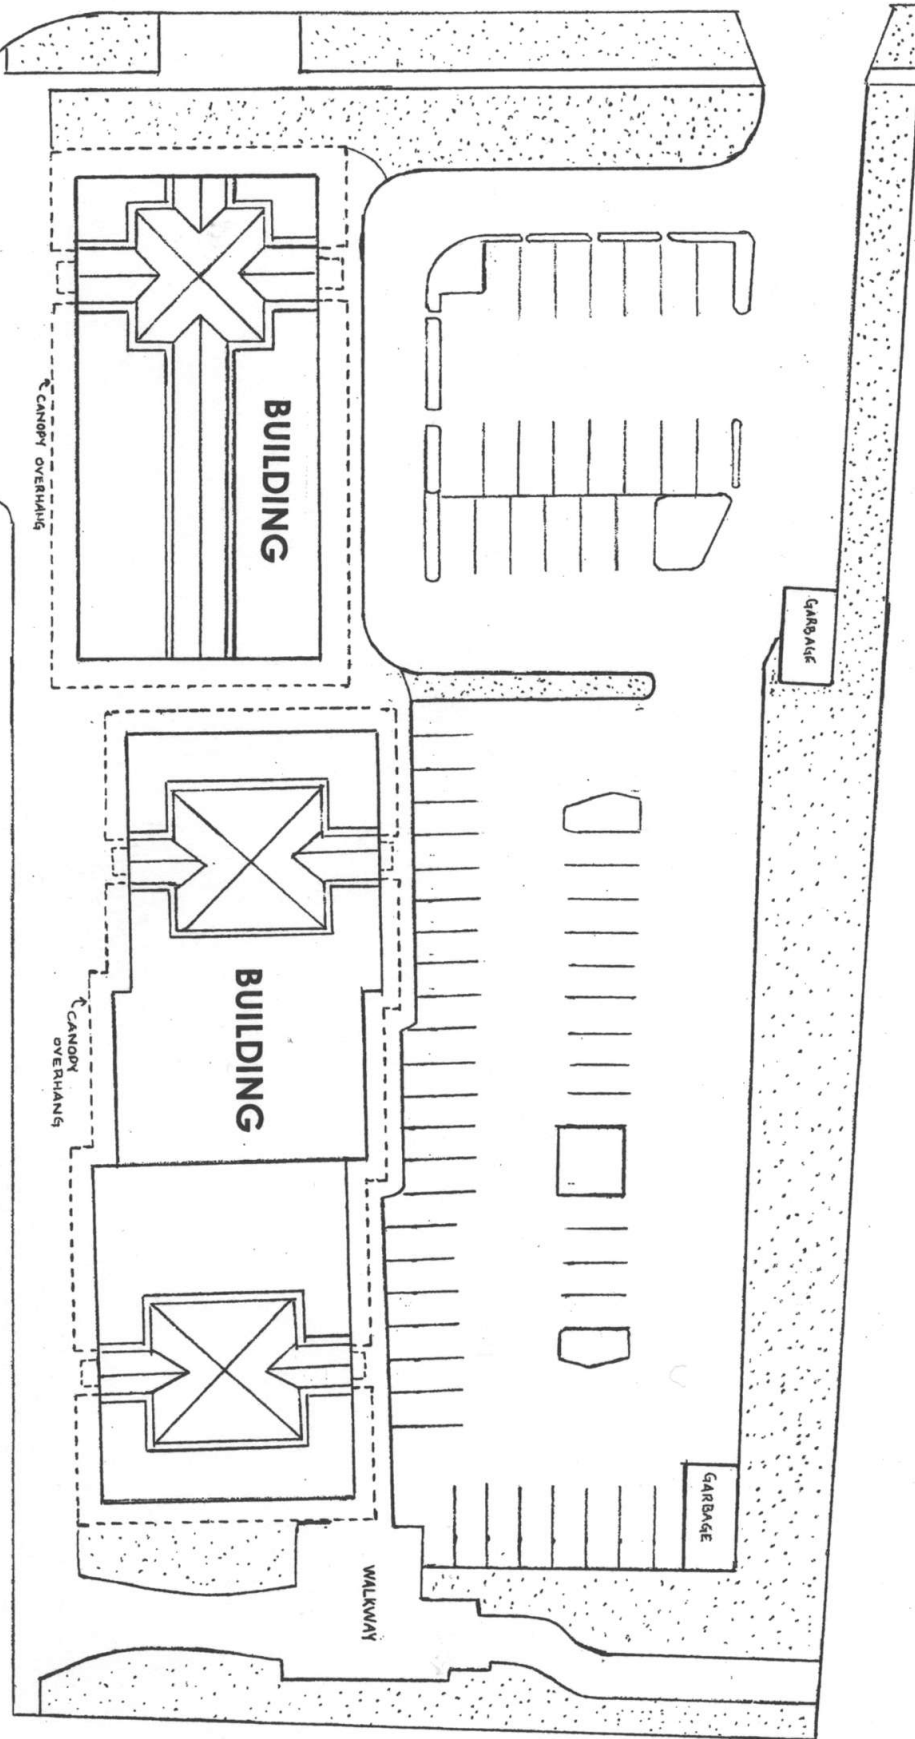 BUILDING
CANOPY OVERHANG
GARBAGE
BUILDING
CANOPY
OVERHANG
GARBAGE
WALKWAY